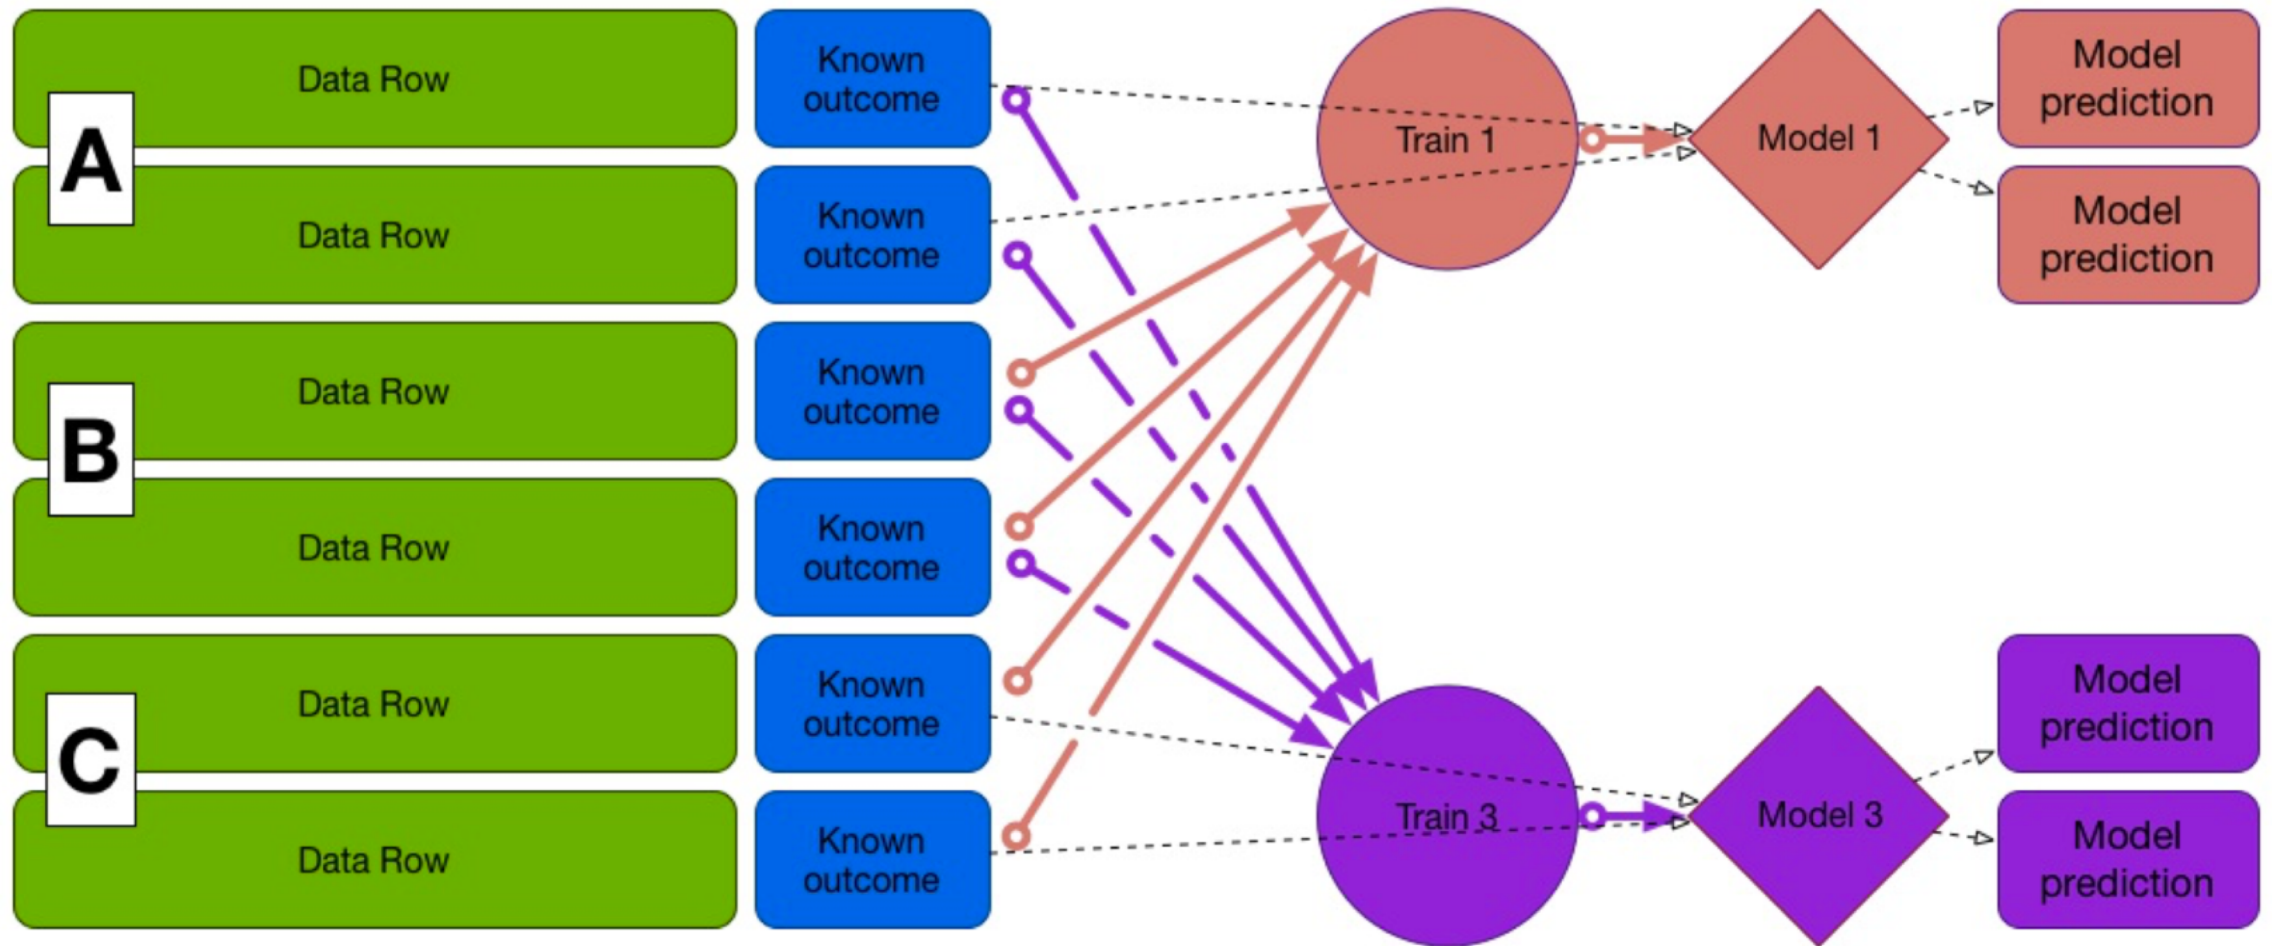 Data Row
Known
outcome
Train 1
Model 1
Model
prediction
A
Data Row
Known
outcome
Model
prediction
Data Row
Known
outcome
B
Data Row
Known
outcome
Data Row
Known
outcome
Model
prediction
C
Train 3
Model 3
Data Row
Known
outcome
Model
prediction